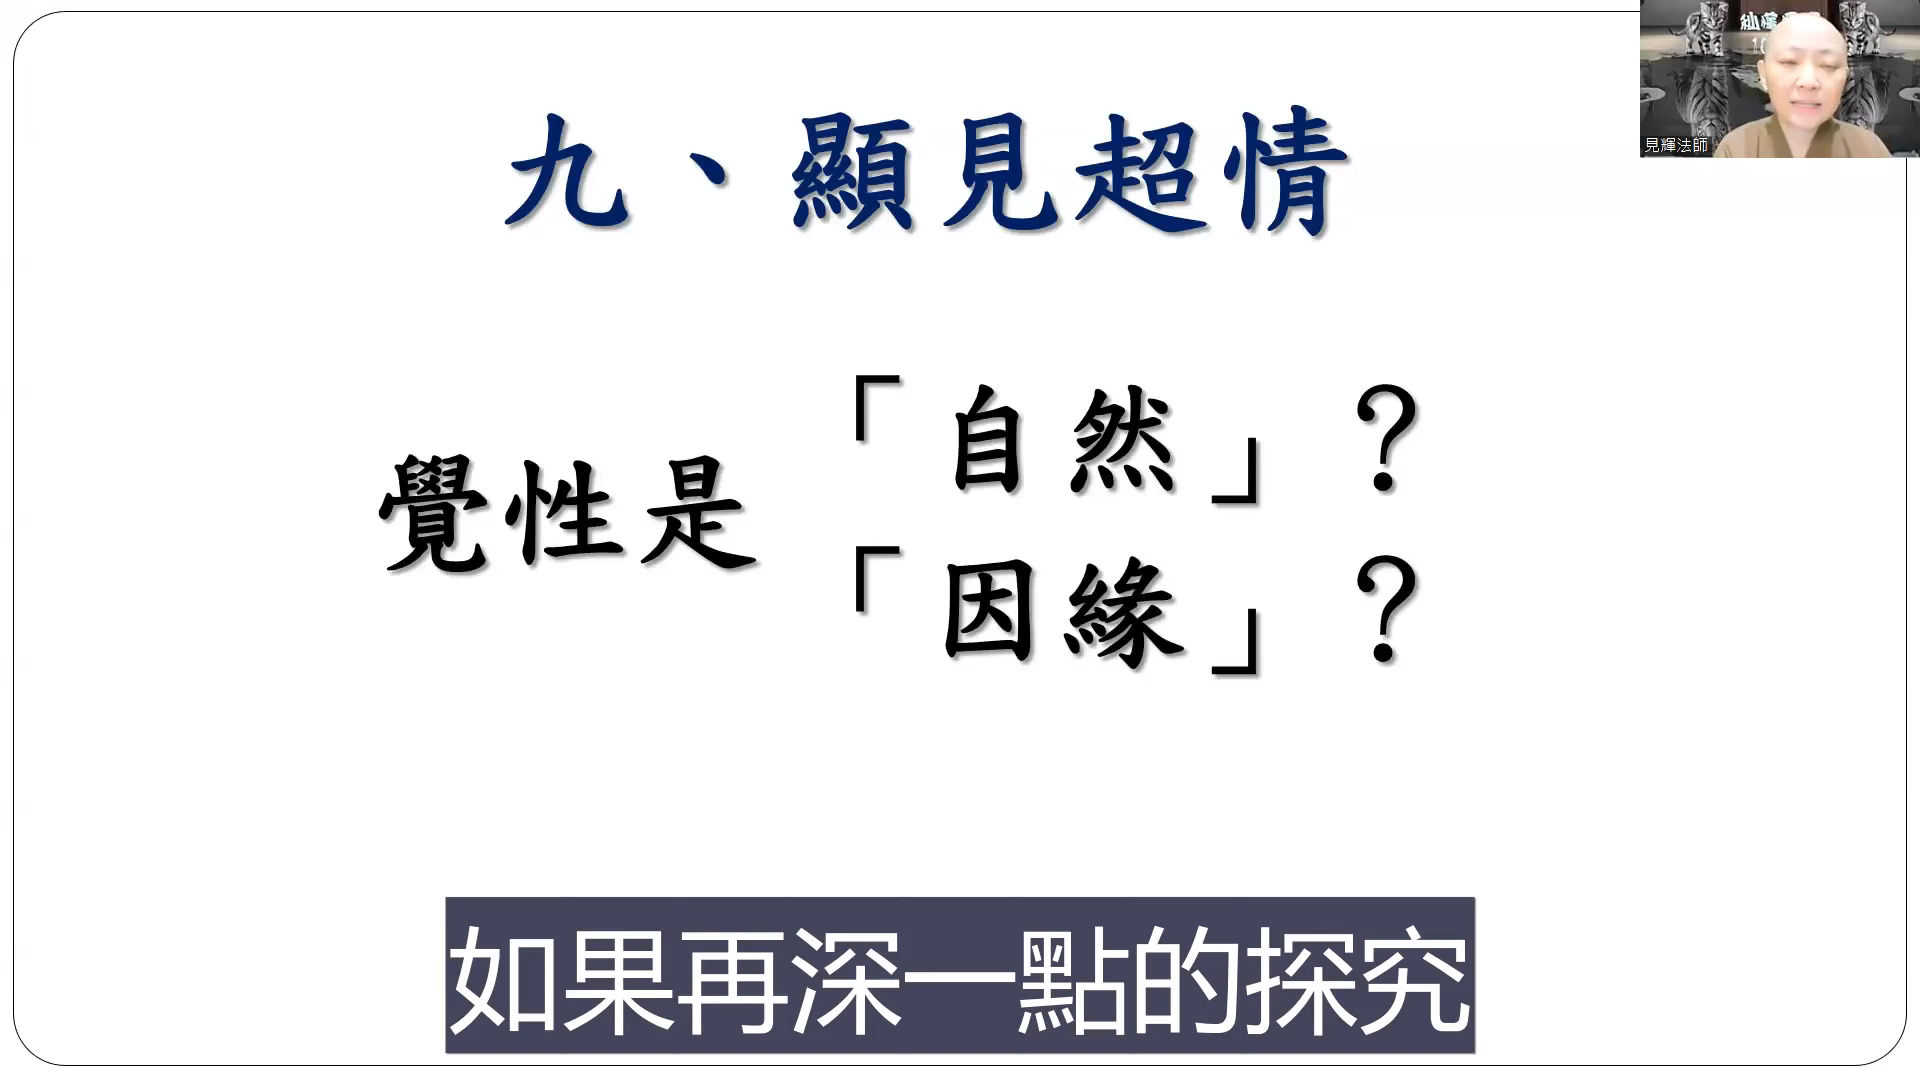 九、顯見超情
見輝法師
覺性是
「自然」?
「因緣」?
如果再深一點的探究